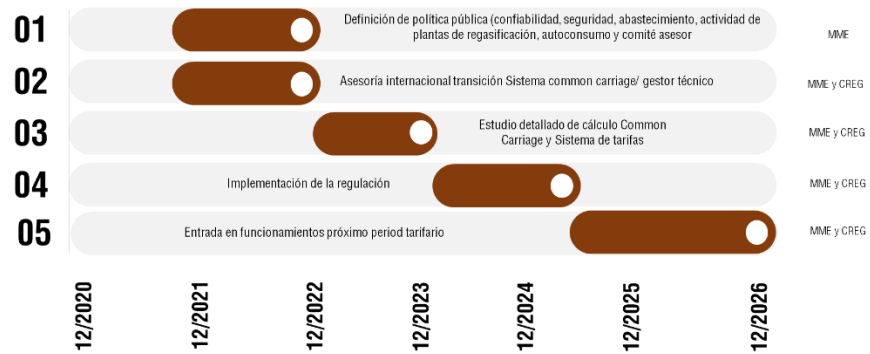 01
Definición de política pública (confiabilidad, seguridad, abastecimiento, actividad de
plantas de regasificación, autoconsumo y comité asesor
MME
02
Asesoría internacional transición Sistema common carriage/ gestor técnico
MME y CREG
03
Estudio detallado de cálculo Common
Carriage y Sistema de tarifas
MME y CREG
04
Implementación de la regulación
MME y CREG
05
Entrada en funcionamientos próximo period tarifario
MME y CREG
12/2020
12/2021
12/2022
12/2023
12/2024
12/2025
12/2026